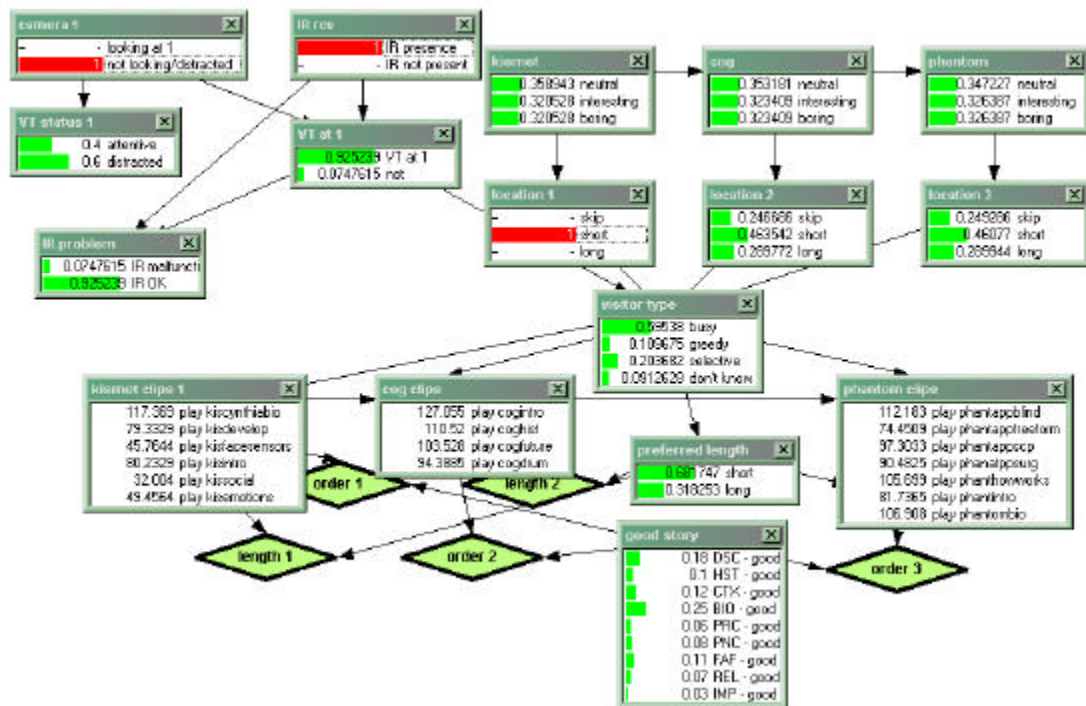 camera 1
- - looking at 1
1 not looking/distracted
IR rcv
1 IR presence
- - IR not present
kismet
0.358943 neutral
0.320528 interesting
0.320528 boring
cog
0.353181 neutral
0.323409 interesting
0.323409 boring
phantom
0.347227 neutral
0.326387 interesting
0.326387 boring
VT status 1
0.4 attentive
0.6 distracted
VT at 1
0.925239 VT at 1
0.0747615 not
location 1
- - skip
1 short
- - long
location 2
0.246686 skip
0.463542 short
0.289772 long
location 3
0.249286 skip
0.46077 short
0.289944 long
IR problem
0.0747615 IR malfuncti
0.925239 IR OK
visitor type
0.59538 busy
0.109675 greedy
0.203682 selective
0.0912628 don't know
kismet clips 1
117.369 play kiscynthiabio
79.3329 play kisdevelop
45.7644 play kisfacesensors
80.2329 play kisintro
32.004 play kissocial
49.4564 play kisemotions
cog clips
127.055 play cogintro
110.52 play coghist
103.528 play cogfuture
94.3885 play cogdrum
phantom clips
112.183 play phantappblind
74.4509 play phantappfreeform
97.3033 play phantappscp
90.4825 play phanatppsurg
105.899 play phanthowworks
81.7365 play phantintro
106.908 play phantombio
preferred length
0.681747 short
0.318253 long
order 1
length 2
good story
0.18 DSC - good
0.1 HST - good
0.12 CTX - good
0.25 BIO - good
0.06 PRC - good
0.08 PNC - good
0.11 FAF - good
0.07 REL - good
0.03 IMP - good
length 1
order 2
order 3